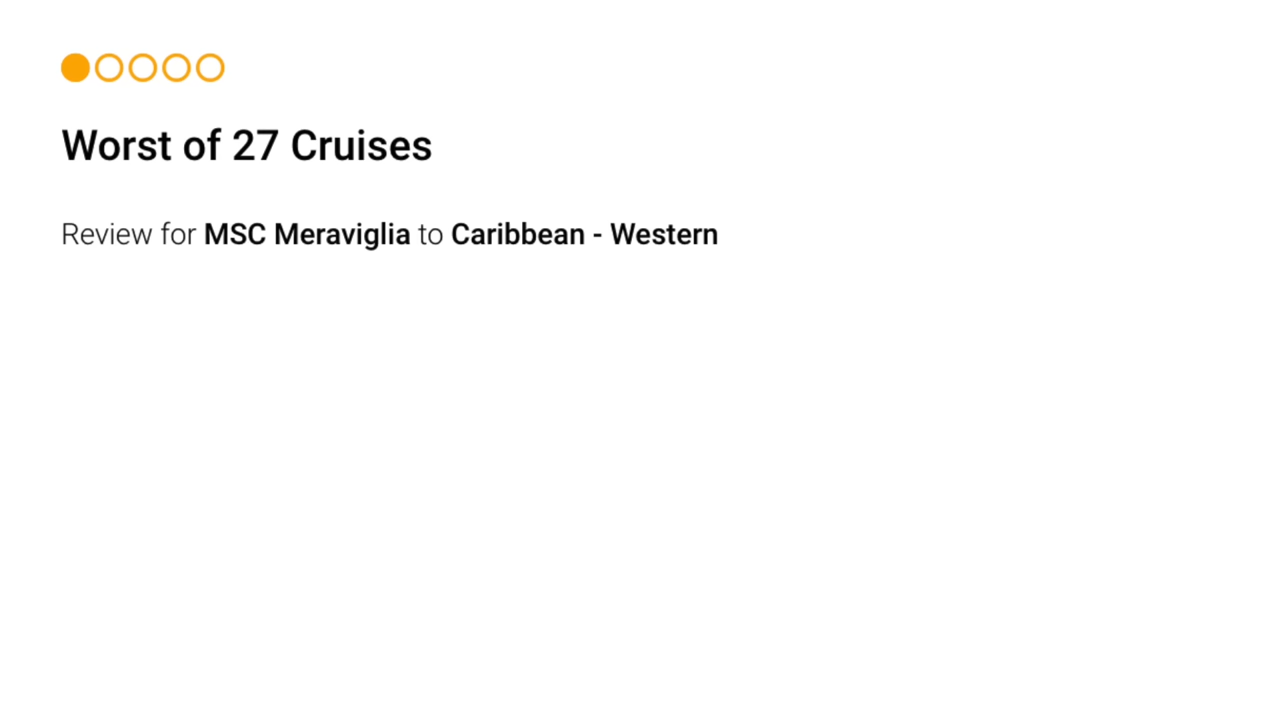 Worst of 27 Cruises
Review for MSC Meraviglia to Caribbean - Western